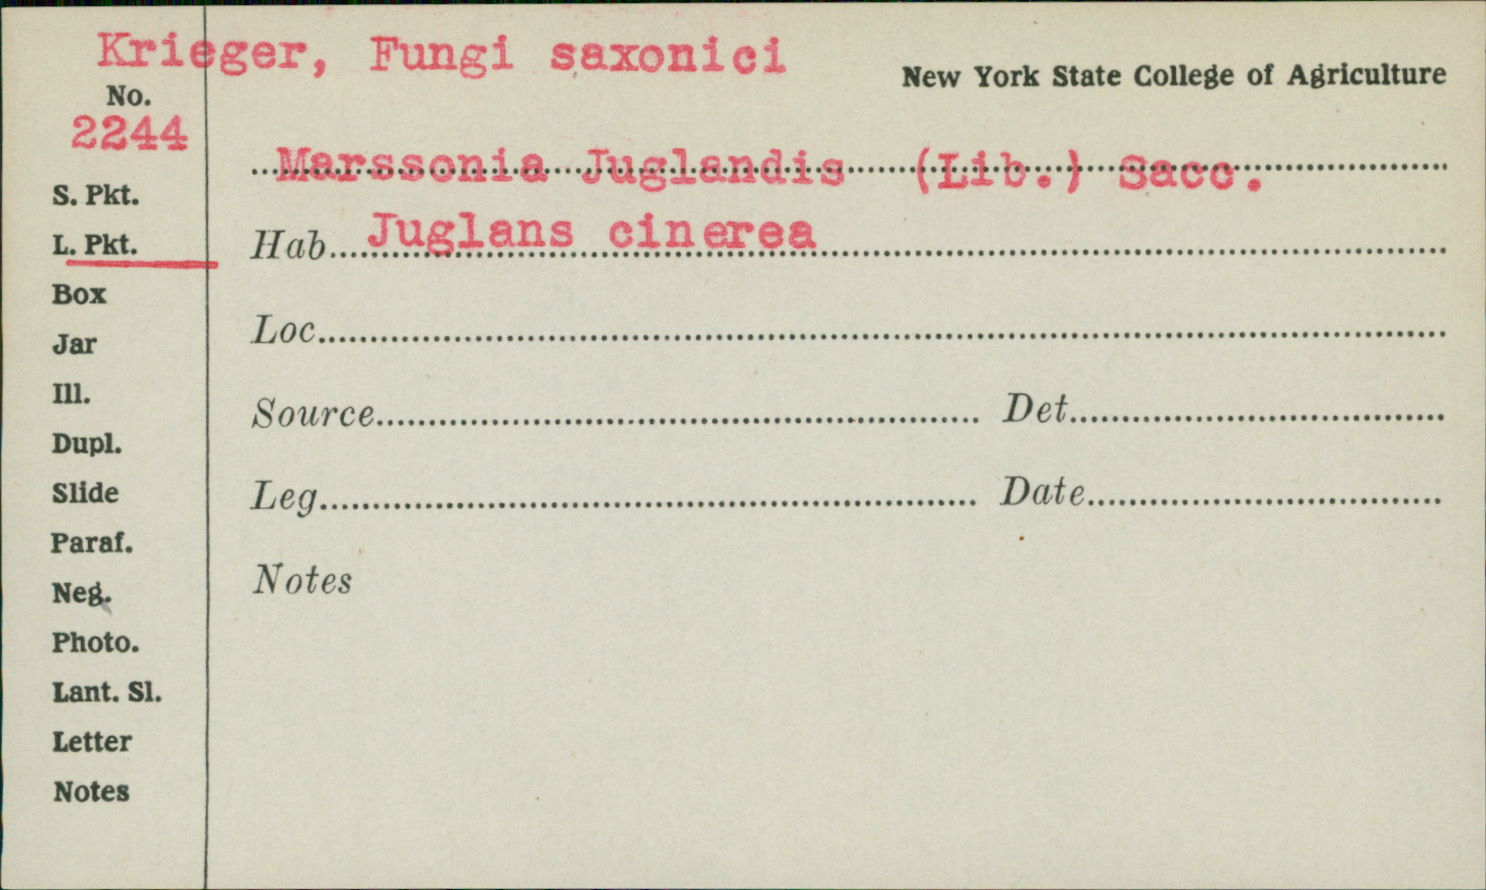 Krieger, Fungi saxonici
New York State College of Agriculture
No.
2244
Marssonia Juglandis (Lib.) Sacc.
S. Pkt.
L. Pkt.
Hab. Juglans cinerea
Box
Loc.
Jar
Ill.
Source
Det.
Dupl.
Slide
Leg.
Date
Paraf.
Neg.
Notes
Photo.
Lant. Sl.
Letter
Notes